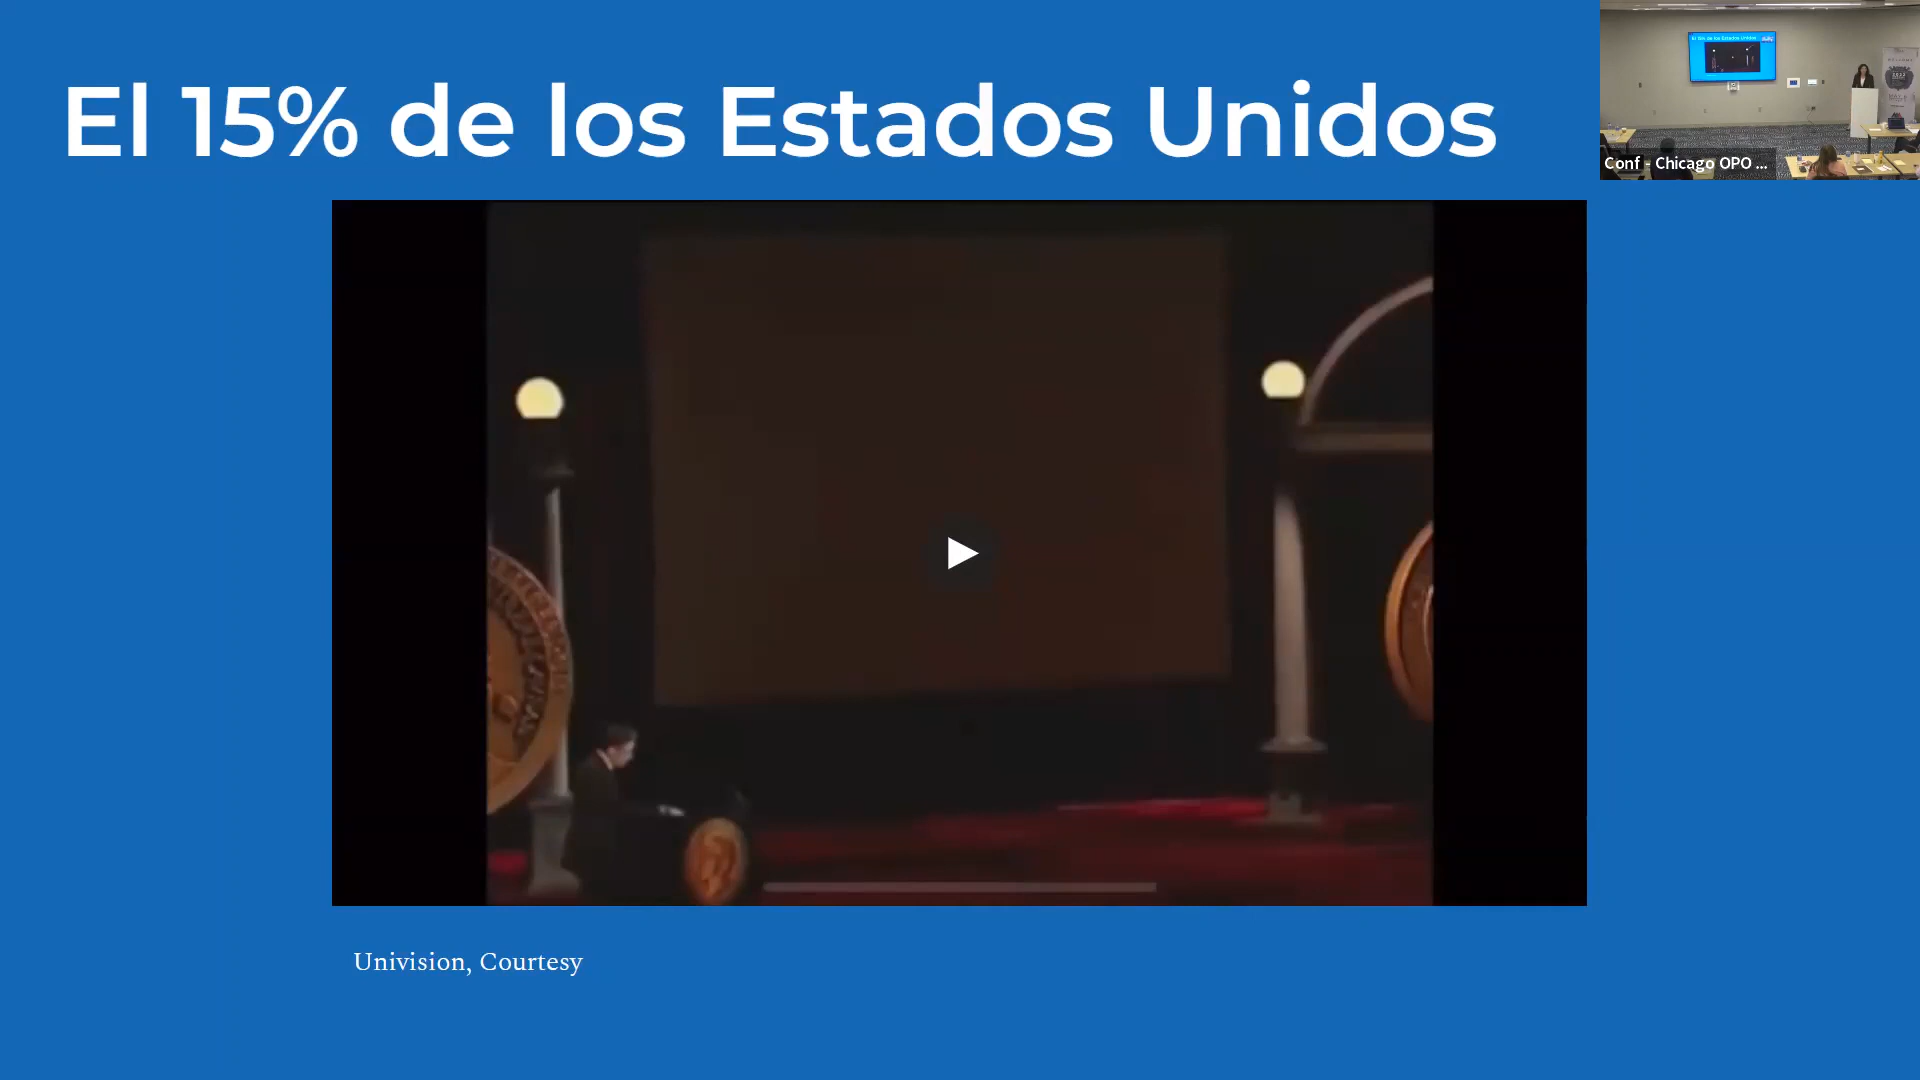 El 15% de los Estados Unidos
Conf - Chicago OPO ...
Univision, Courtesy